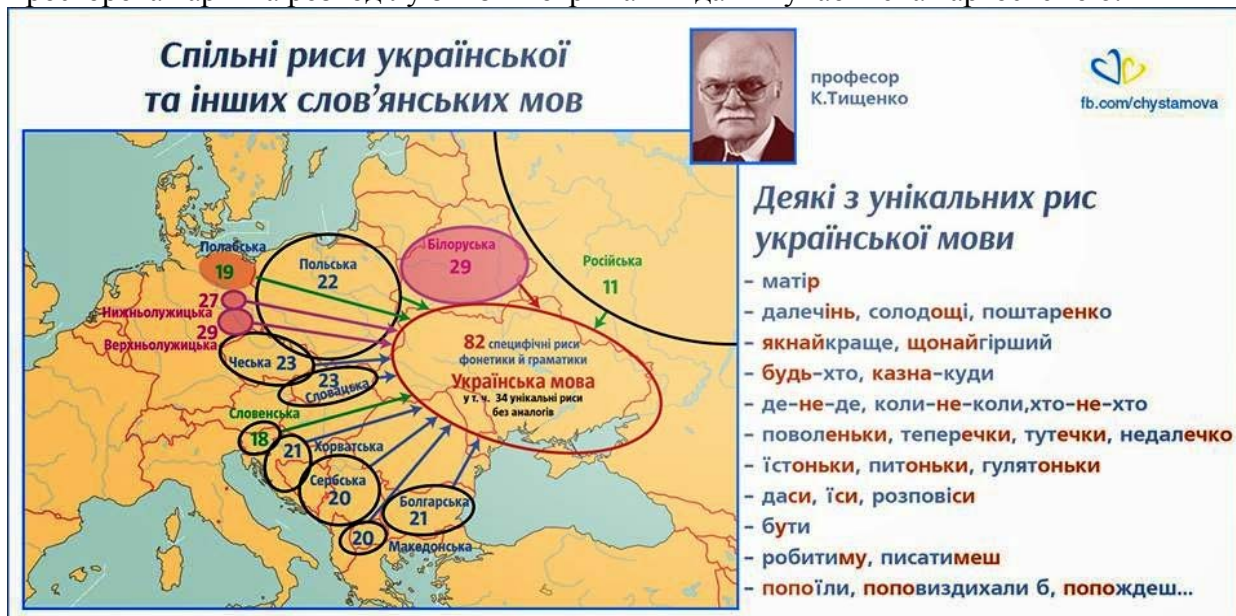 Спільні риси української
та інших слов'янських мов
професор
К.Тищенко
fb.com/chystamova
Полабська
19
Польська
22
Білоруська
29
Російська
11
27
Нижньолужицька
29
Верхньолужицька
Чеська 23
23
Словацька
82 специфічні риси
фонетики й граматики
Українська мова
у т. ч. 34 унікальні риси
без аналогів
Словенська
18
21
Хорватська
Сербська
20
Болгарська
21
20
Македонська
Деякі з унікальних рис
української мови
- матір
- далечінь, солодощі, поштаренко
- якнайкраще, щонайгірший
- будь-хто, казна-куди
- де-не-де, коли-не-коли,хто-не-хто
- поволеньки, теперечки, тутечки, недалечко
- їстоньки, питоньки, гулятоньки
- даси, їси, розповіси
- бути
- робитиму, писатимеш
- попоїли, поповиздихали б, попождеш...